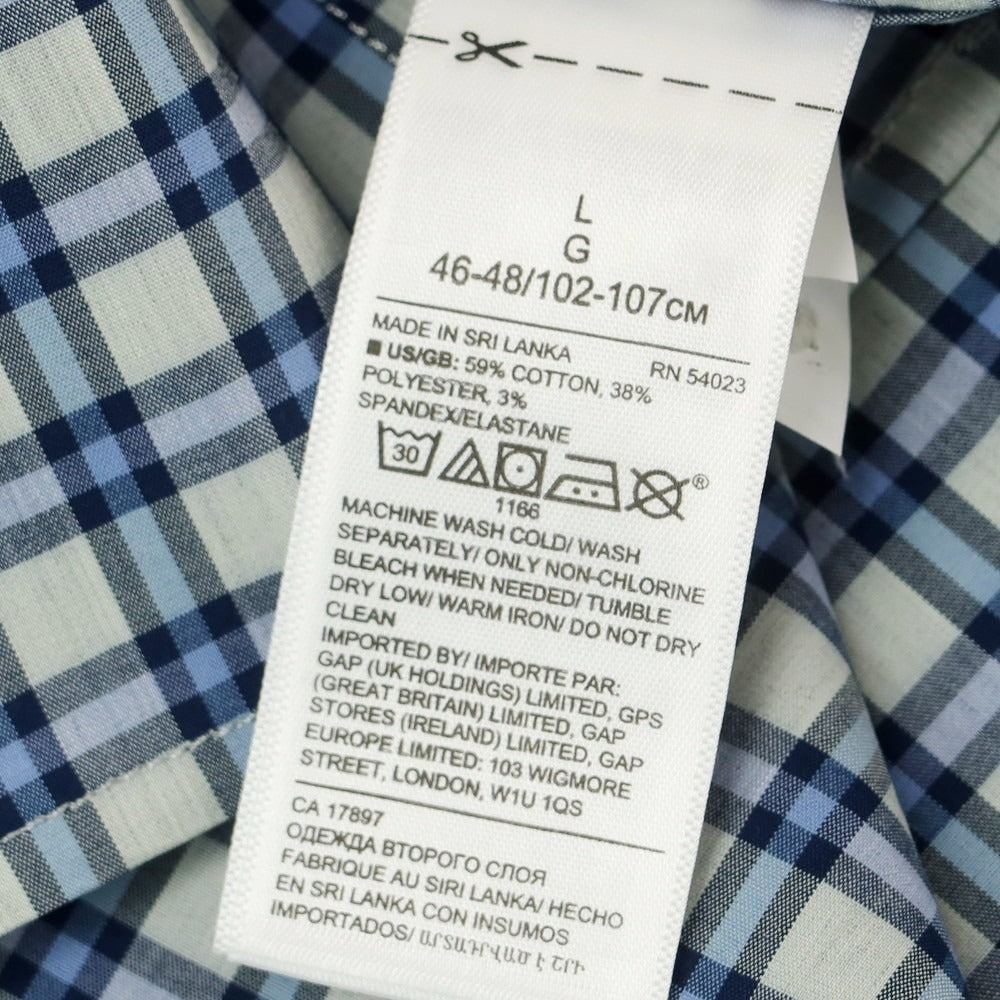 L
G
46-48/102-107CM
MADE IN SRI LANKA RN 54023
■ US/GB: 59% COTTON, 38%
POLYESTER, 3%
SPANDEX/ELASTANE
30
®
1166
MACHINE WASH COLD/ WASH
SEPARATELY/ ONLY NON-CHLORINE
BLEACH WHEN NEEDED/ TUMBLE
DRY LOW/ WARM IRON/ DO NOT DRY
CLEAN
IMPORTED BY/ IMPORTE PAR:
GAP (UK HOLDINGS) LIMITED, GPS
(GREAT BRITAIN) LIMITED, GAP
STORES (IRELAND) LIMITED, GAP
EUROPE LIMITED: 103 WIGMORE
STREET, LONDON, W1U 1QS
CA 17897
ОДЕЖДА ВТОРОГО СЛОЯ
FABRIQUE AU SIRI LANKA/ HECHO
EN SRI LANKA CON INSUMOS
IMPORTADOS/ ԱՐՏԱԴՐՎԱԾ Է ՇՐԻ